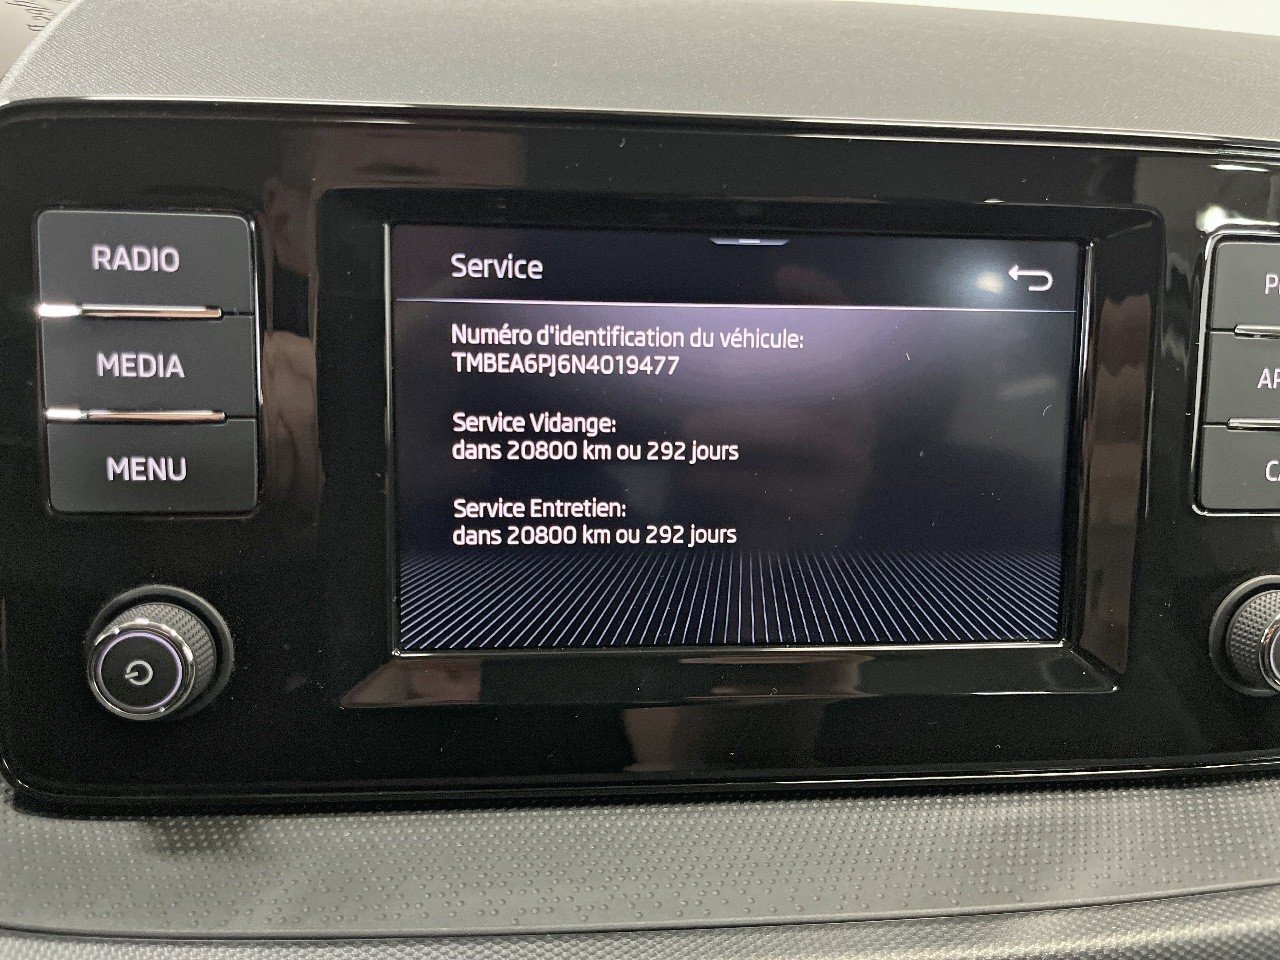 RADIO
MEDIA
MENU
Service
Numéro d'identification du véhicule:
TMBEA6PJ6N4019477
Service Vidange:
dans 20800 km ou 292 jours
Service Entretien:
dans 20800 km ou 292 jours